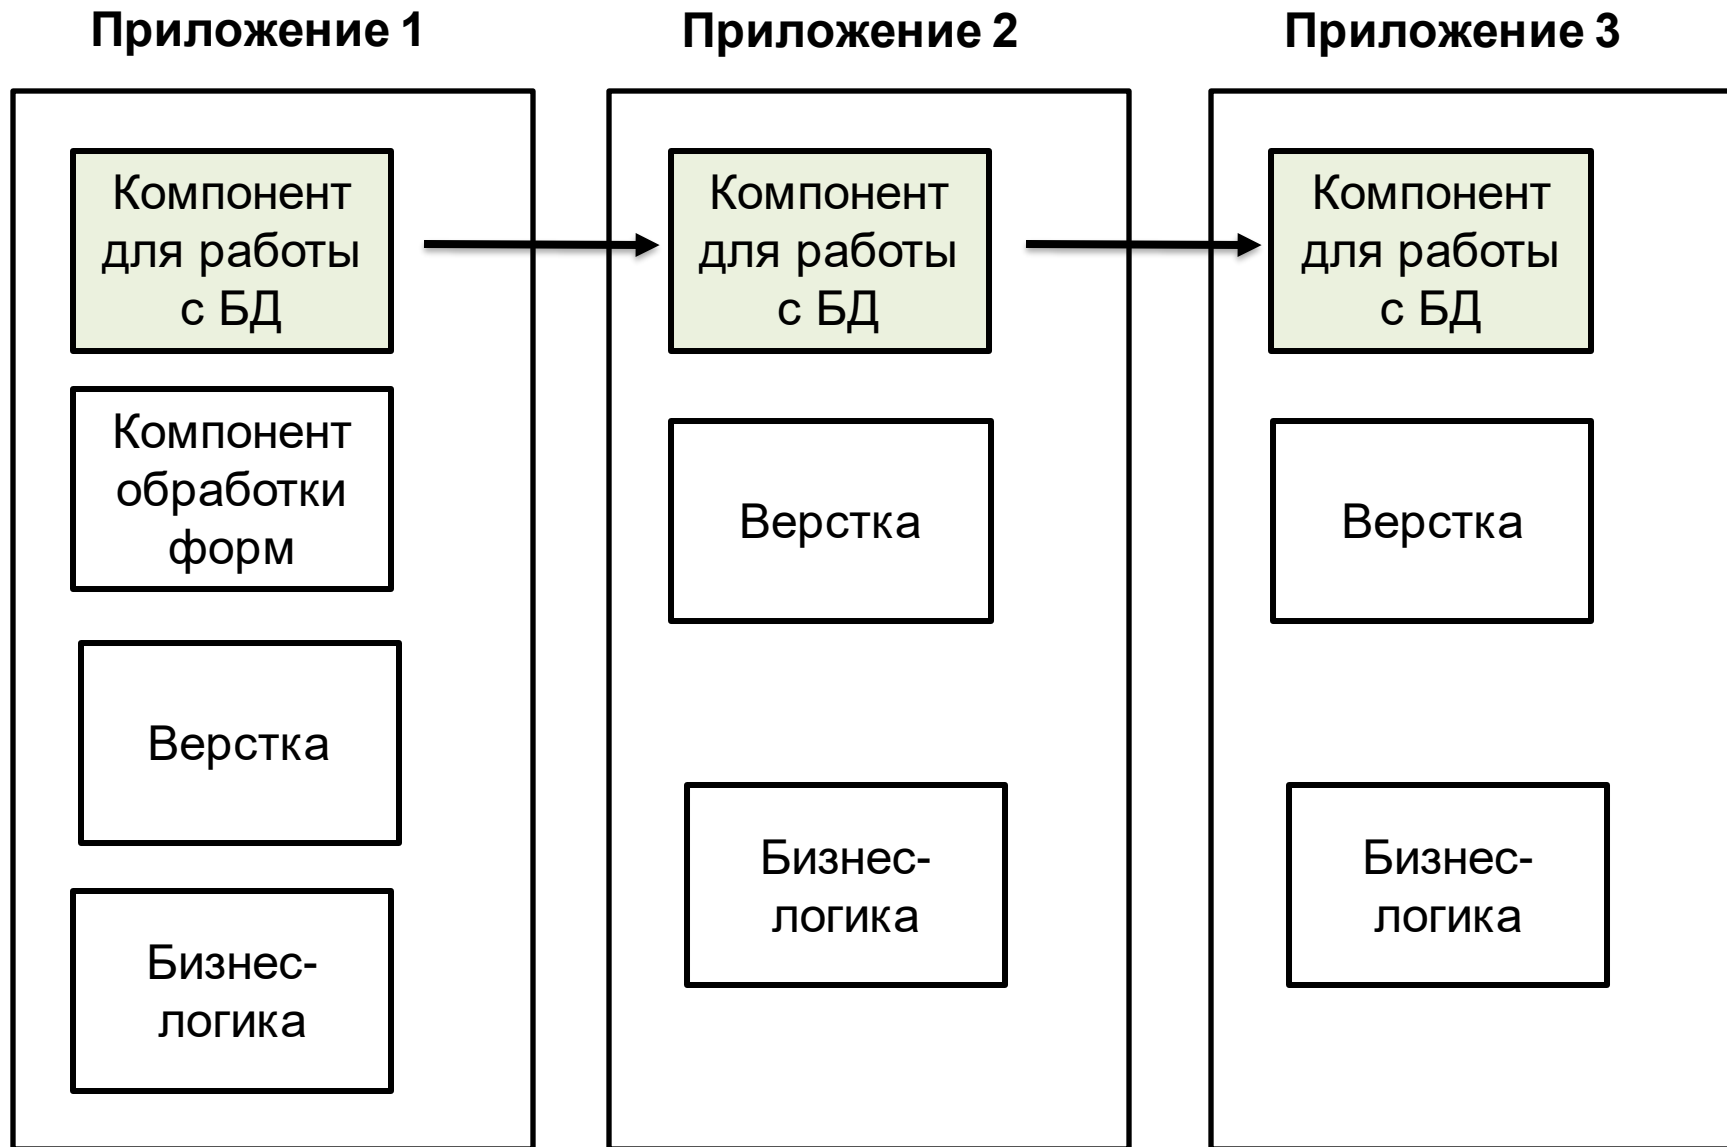 Приложение 1
Приложение 2
Приложение 3
Компонент
для работы
с БД
Компонент
обработки
форм
Верстка
Бизнес-
логика
Компонент
для работы
с БД
Верстка
Бизнес-
логика
Компонент
для работы
с БД
Верстка
Бизнес-
логика